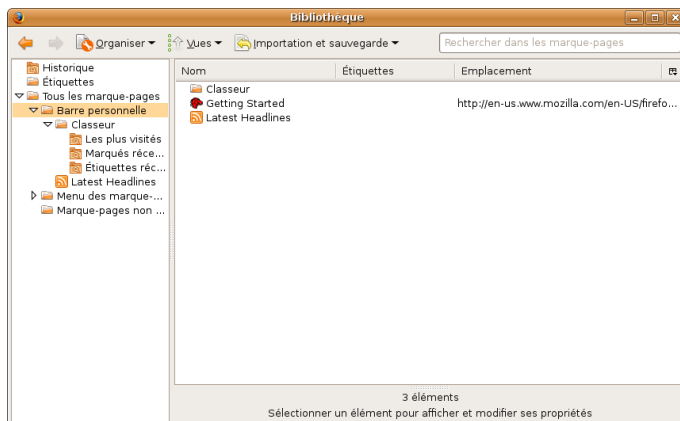 Bibliothèque
Organiser Vues Importation et sauvegarde Rechercher dans les marque-pages
Historique
Étiquettes
Tous les marque-pages
Barre personnelle
Classeur
Les plus visités
Marqués réce...
Étiquettes réc...
Latest Headlines
Menu des marque-...
Marque-pages non ...
Nom Étiquettes Emplacement
Classeur
Getting Started http://en-us.www.mozilla.com/en-US/firefo...
Latest Headlines
3 éléments
Sélectionner un élément pour afficher et modifier ses propriétés